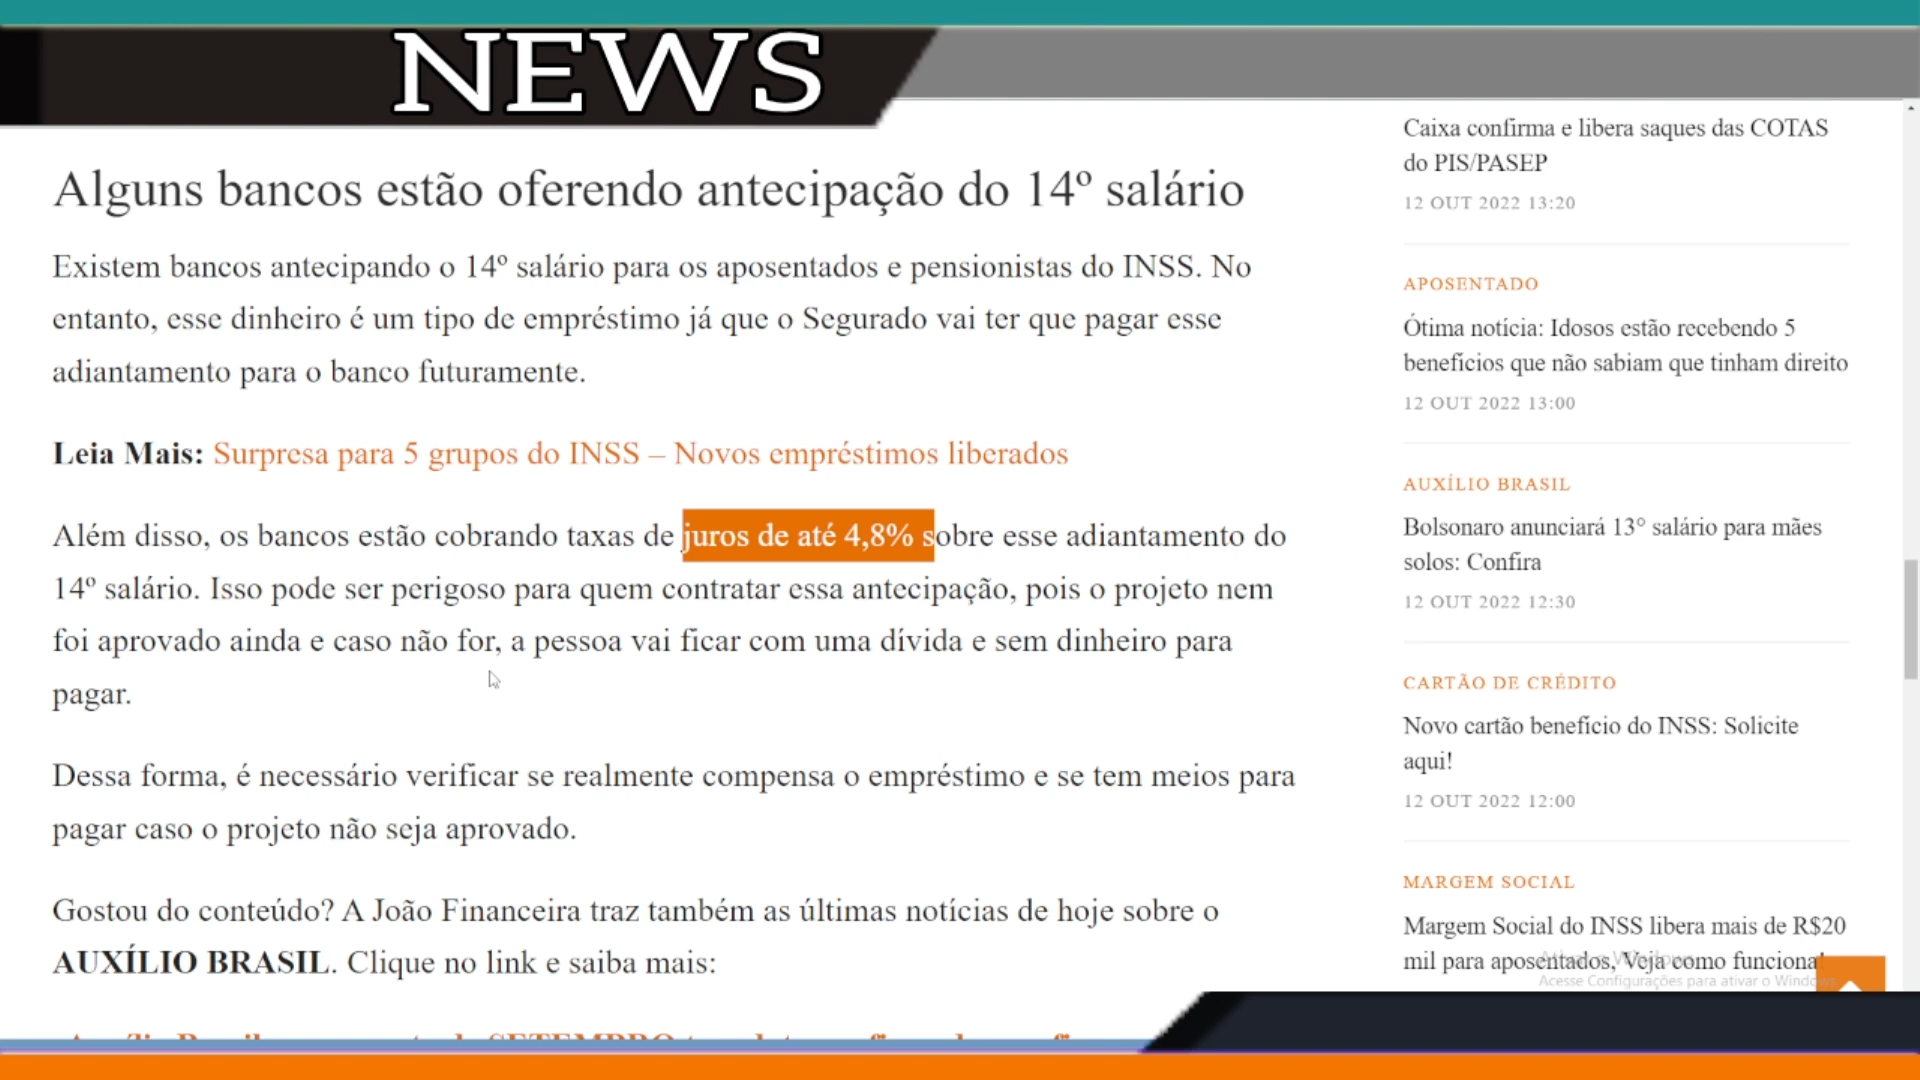 NEWS
Alguns bancos estão oferendo antecipação do 14º salário
Existem bancos antecipando o 14º salário para os aposentados e pensionistas do INSS. No
entanto, esse dinheiro é um tipo de empréstimo já que o Segurado vai ter que pagar esse
adiantamento para o banco futuramente.
Leia Mais: Surpresa para 5 grupos do INSS – Novos empréstimos liberados
Além disso, os bancos estão cobrando taxas de juros de até 4,8% sobre esse adiantamento do
14º salário. Isso pode ser perigoso para quem contratar essa antecipação, pois o projeto nem
foi aprovado ainda e caso não for, a pessoa vai ficar com uma dívida e sem dinheiro para
pagar.
Dessa forma, é necessário verificar se realmente compensa o empréstimo e se tem meios para
pagar caso o projeto não seja aprovado.
Gostou do conteúdo? A João Financeira traz também as últimas notícias de hoje sobre o
AUXÍLIO BRASIL. Clique no link e saiba mais:
Caixa confirma e libera saques das COTAS
do PIS/PASEP
12 OUT 2022 13:20
APOSENTADO
Ótima notícia: Idosos estão recebendo 5
benefícios que não sabiam que tinham direito
12 OUT 2022 13:00
AUXÍLIO BRASIL
Bolsonaro anunciará 13° salário para mães
solos: Confira
12 OUT 2022 12:30
CARTÃO DE CRÉDITO
Novo cartão benefício do INSS: Solicite
aqui!
12 OUT 2022 12:00
MARGEM SOCIAL
Margem Social do INSS libera mais de R$20
mil para aposentados, Veja como funciona!
Acesse Configurações para ativar o Windows